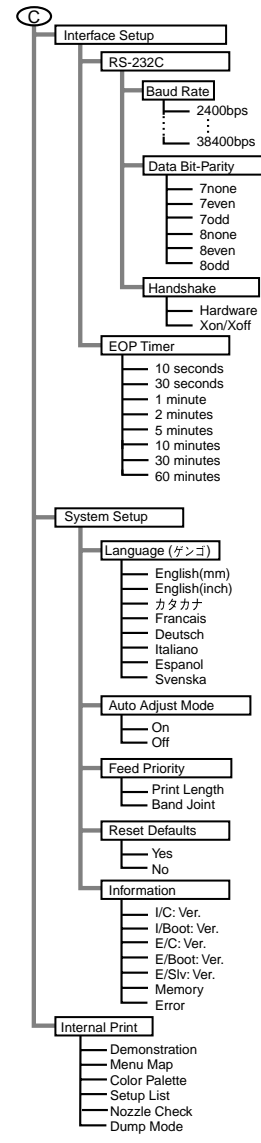 C
Interface Setup
RS-232C
Baud Rate
2400bps
38400bps
Data Bit-Parity
7none
7even
7odd
8none
8even
8odd
Handshake
Hardware
Xon/Xoff
EOP Timer
10 seconds
30 seconds
1 minute
2 minutes
5 minutes
10 minutes
30 minutes
60 minutes
System Setup
Language (ゲンゴ)
English(mm)
English(inch)
カタカナ
Francais
Deutsch
Italiano
Espanol
Svenska
Auto Adjust Mode
On
Off
Feed Priority
Print Length
Band Joint
Reset Defaults
Yes
No
Information
I/C: Ver.
I/Boot: Ver.
E/C: Ver.
E/Boot: Ver.
E/Slv: Ver.
Memory
Error
Internal Print
Demonstration
Menu Map
Color Palette
Setup List
Nozzle Check
Dump Mode